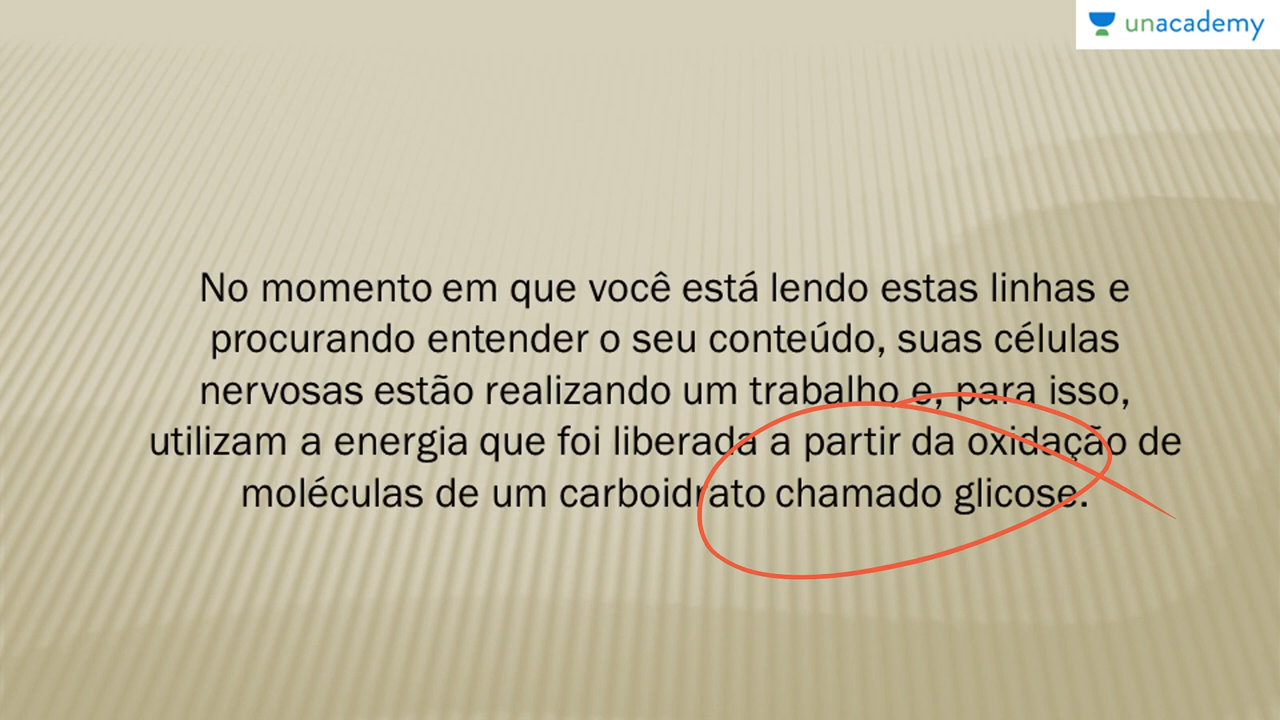 unacademy
No momento em que você está lendo estas linhas e
procurando entender o seu conteúdo, suas células
nervosas estão realizando um trabalho e, para isso,
utilizam a energia que foi liberada a partir da oxidação de
moléculas de um carboidrato chamado glicose.